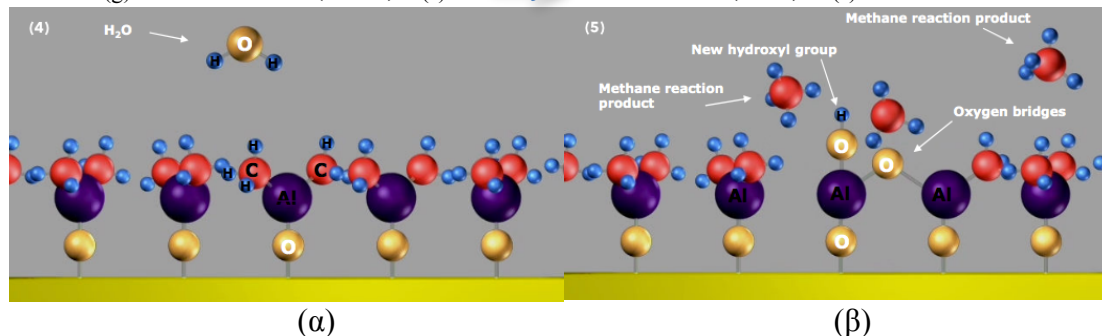 (4)
H₂O
O
H
H
H
H
C
C
H
H
Al
O
(5)
Methane reaction product
New hydroxyl group
Methane reaction
product
Oxygen bridges
H
O
O
Al
Al
Al
O
(α)
(β)